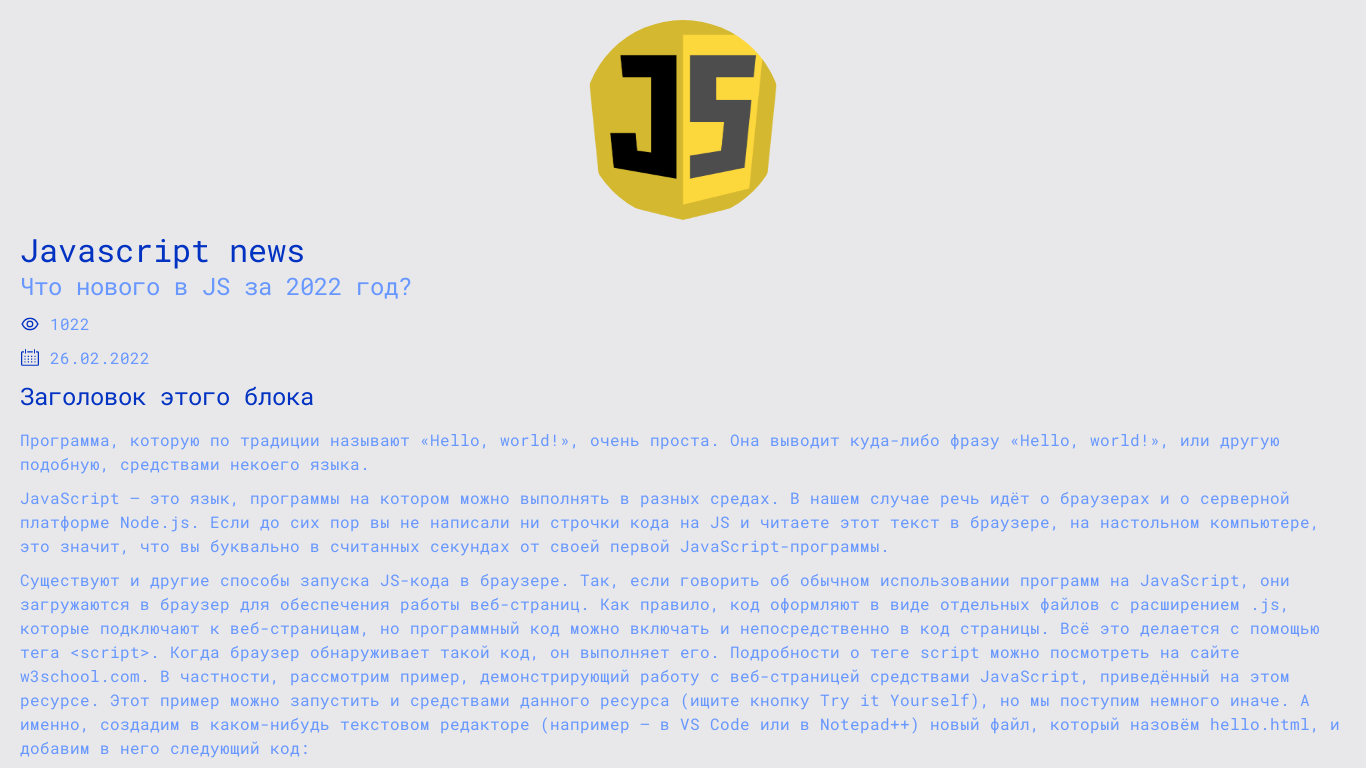 JS
Javascript news
Что нового в JS за 2022 год?
1022
26.02.2022
Заголовок этого блока
Программа, которую по традиции называют «Hello, world!», очень проста. Она выводит куда-либо фразу «Hello, world!», или другую
подобную, средствами некоего языка.
JavaScript — это язык, программы на котором можно выполнять в разных средах. В нашем случае речь идёт о браузерах и о серверной
платформе Node.js. Если до сих пор вы не написали ни строчки кода на JS и читаете этот текст в браузере, на настольном компьютере,
это значит, что вы буквально в считанных секундах от своей первой JavaScript-программы.
Существуют и другие способы запуска JS-кода в браузере. Так, если говорить об обычном использовании программ на JavaScript, они
загружаются в браузер для обеспечения работы веб-страниц. Как правило, код оформляют в виде отдельных файлов с расширением .js,
которые подключают к веб-страницам, но программный код можно включать и непосредственно в код страницы. Всё это делается с помощью
тега <script>. Когда браузер обнаруживает такой код, он выполняет его. Подробности о теге script можно посмотреть на сайте
w3school.com. В частности, рассмотрим пример, демонстрирующий работу с веб-страницей средствами JavaScript, приведённый на этом
ресурсе. Этот пример можно запустить и средствами данного ресурса (ищите кнопку Try it Yourself), но мы поступим немного иначе. А
именно, создадим в каком-нибудь текстовом редакторе (например — в VS Code или в Notepad++) новый файл, который назовём hello.html, и
добавим в него следующий код: